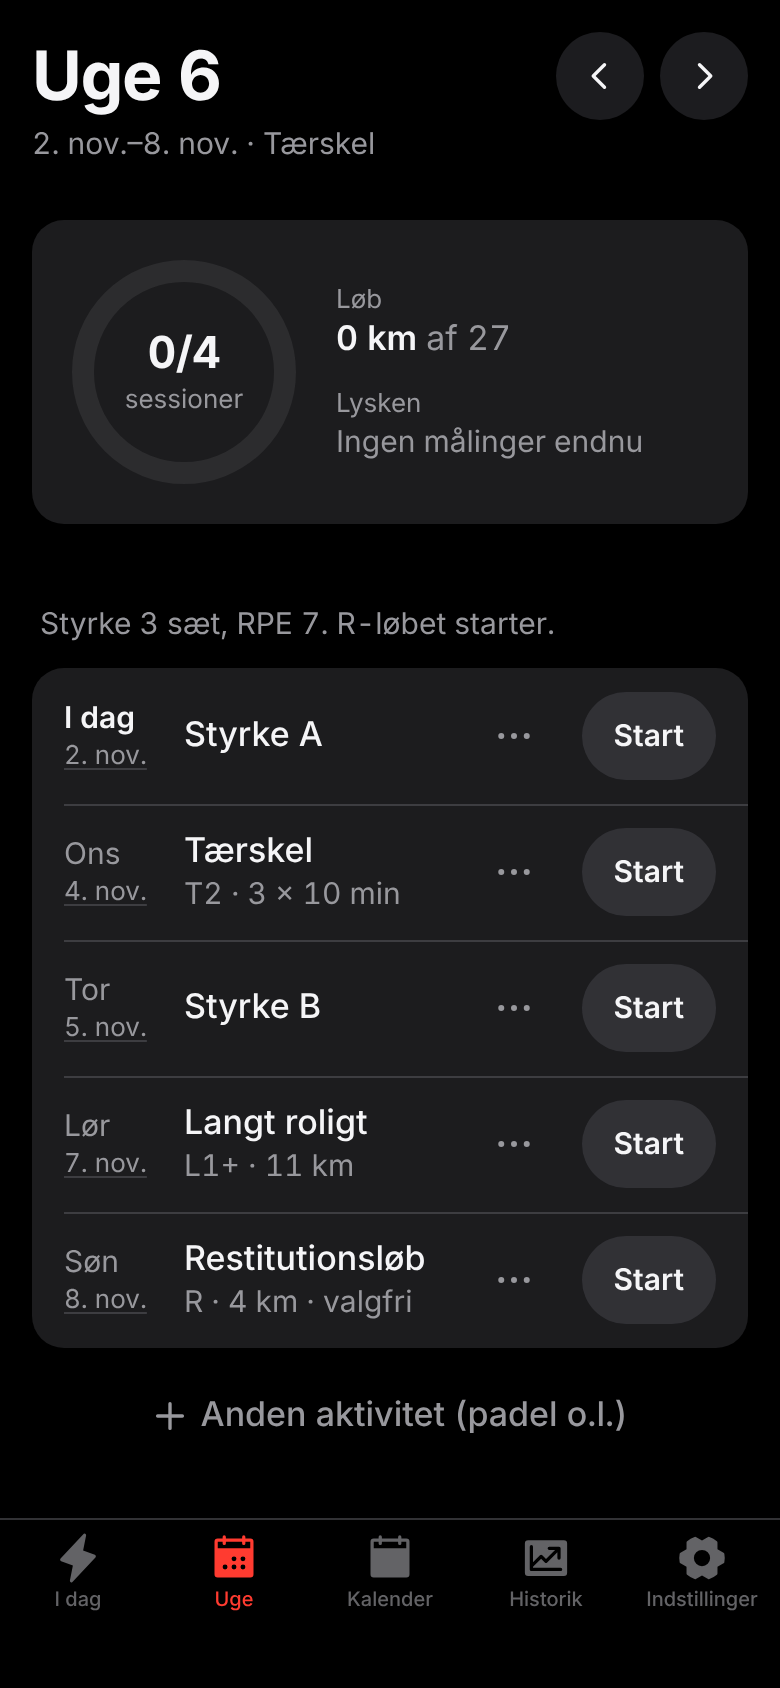 Uge 6
2. nov.–8. nov. · Tærskel
0/4
sessioner
Løb
0 km af 27
Lysken
Ingen målinger endnu
Styrke 3 sæt, RPE 7. R-løbet starter.
I dag
2. nov.
Styrke A
Start
Ons
4. nov.
Tærskel
T2 · 3 × 10 min
Start
Tor
5. nov.
Styrke B
Start
Lør
7. nov.
Langt roligt
L1+ · 11 km
Start
Søn
8. nov.
Restitutionsløb
R · 4 km · valgfri
Start
Anden aktivitet (padel o.l.)
I dag
Uge
Kalender
Historik
Indstillinger